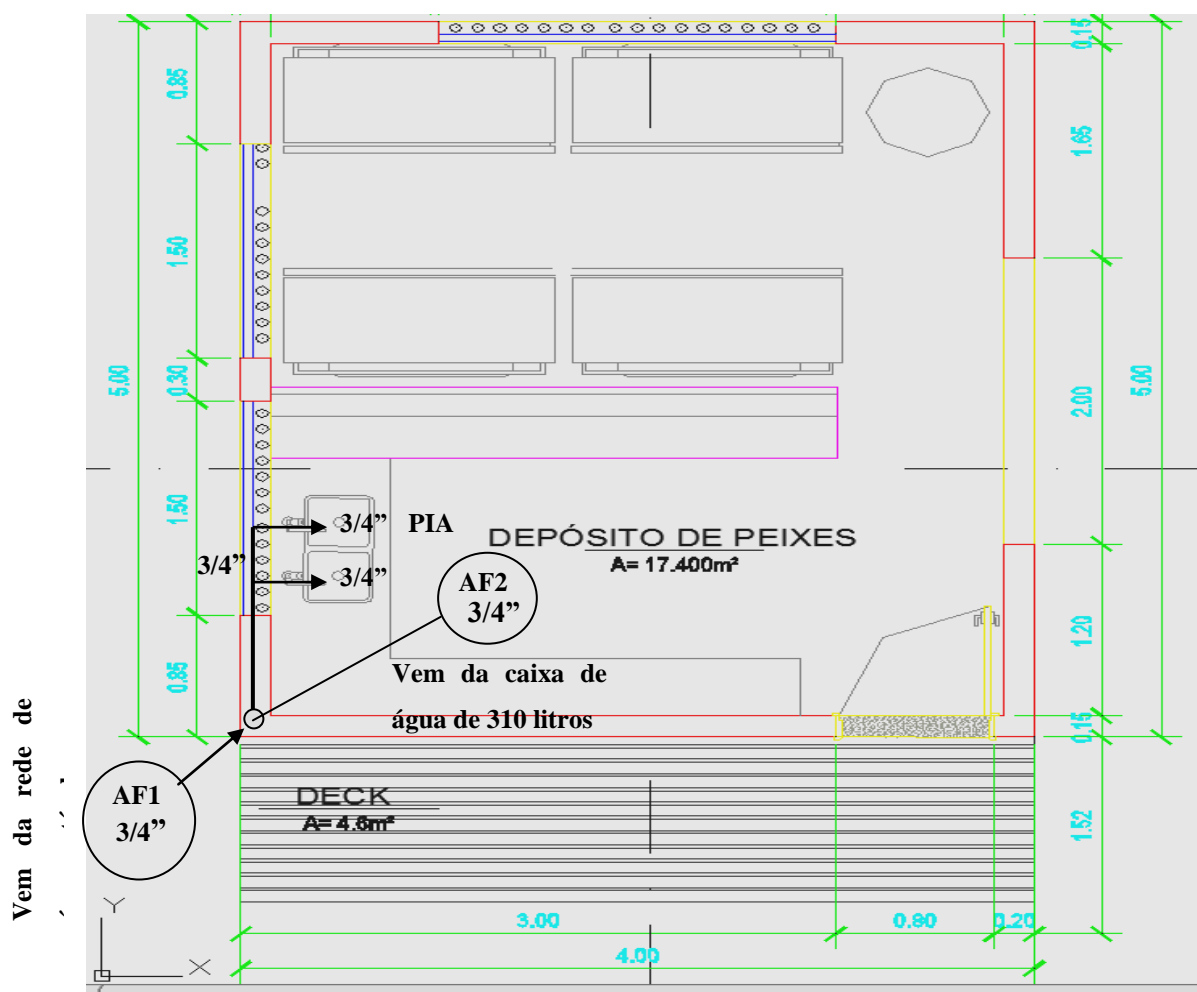 0.15
0.85
1.65
1.50
5.00
0.30
2.00
5.00
1.50
3/4” PIA
DEPÓSITO DE PEIXES
A= 17.400m²
3/4”
3/4”
AF2
3/4”
1.20
0.85
Vem da caixa de
água de 310 litros
0.15
Vem da rede de
AF1
3/4”
DECK
A= 4.6m²
1.52
Y
X
3.00
0.80
0.20
4.00